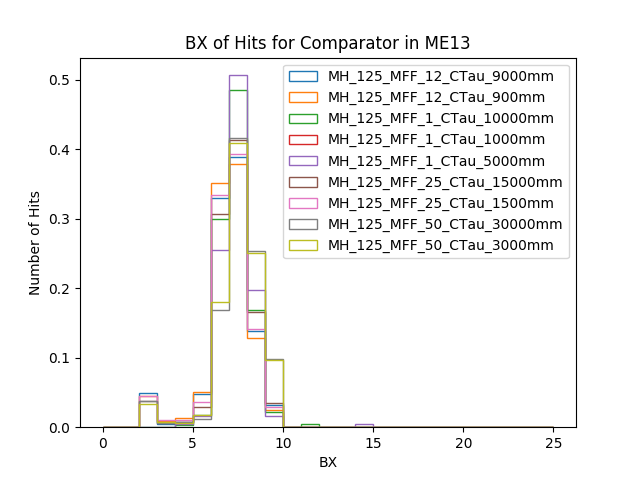 BX of Hits for Comparator in ME13
MH_125_MFF_12_CTau_9000mm
MH_125_MFF_12_CTau_900mm
MH_125_MFF_1_CTau_10000mm
MH_125_MFF_1_CTau_1000mm
MH_125_MFF_1_CTau_5000mm
MH_125_MFF_25_CTau_15000mm
MH_125_MFF_25_CTau_1500mm
MH_125_MFF_50_CTau_30000mm
MH_125_MFF_50_CTau_3000mm
Number of Hits
0.5
0.4
0.3
0.2
0.1
0.0
0 5 10 15 20 25
BX